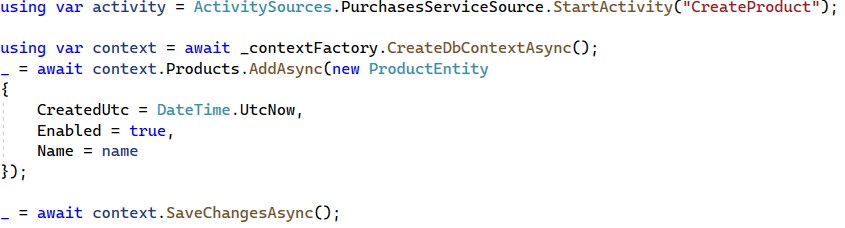 using var activity = ActivitySources.PurchasesServiceSource.StartActivity("CreateProduct");
using var context = await _contextFactory.CreateDbContextAsync();
_ = await context.Products.AddAsync(new ProductEntity
{
    CreatedUtc = DateTime.UtcNow,
    Enabled = true,
    Name = name
});
_ = await context.SaveChangesAsync();